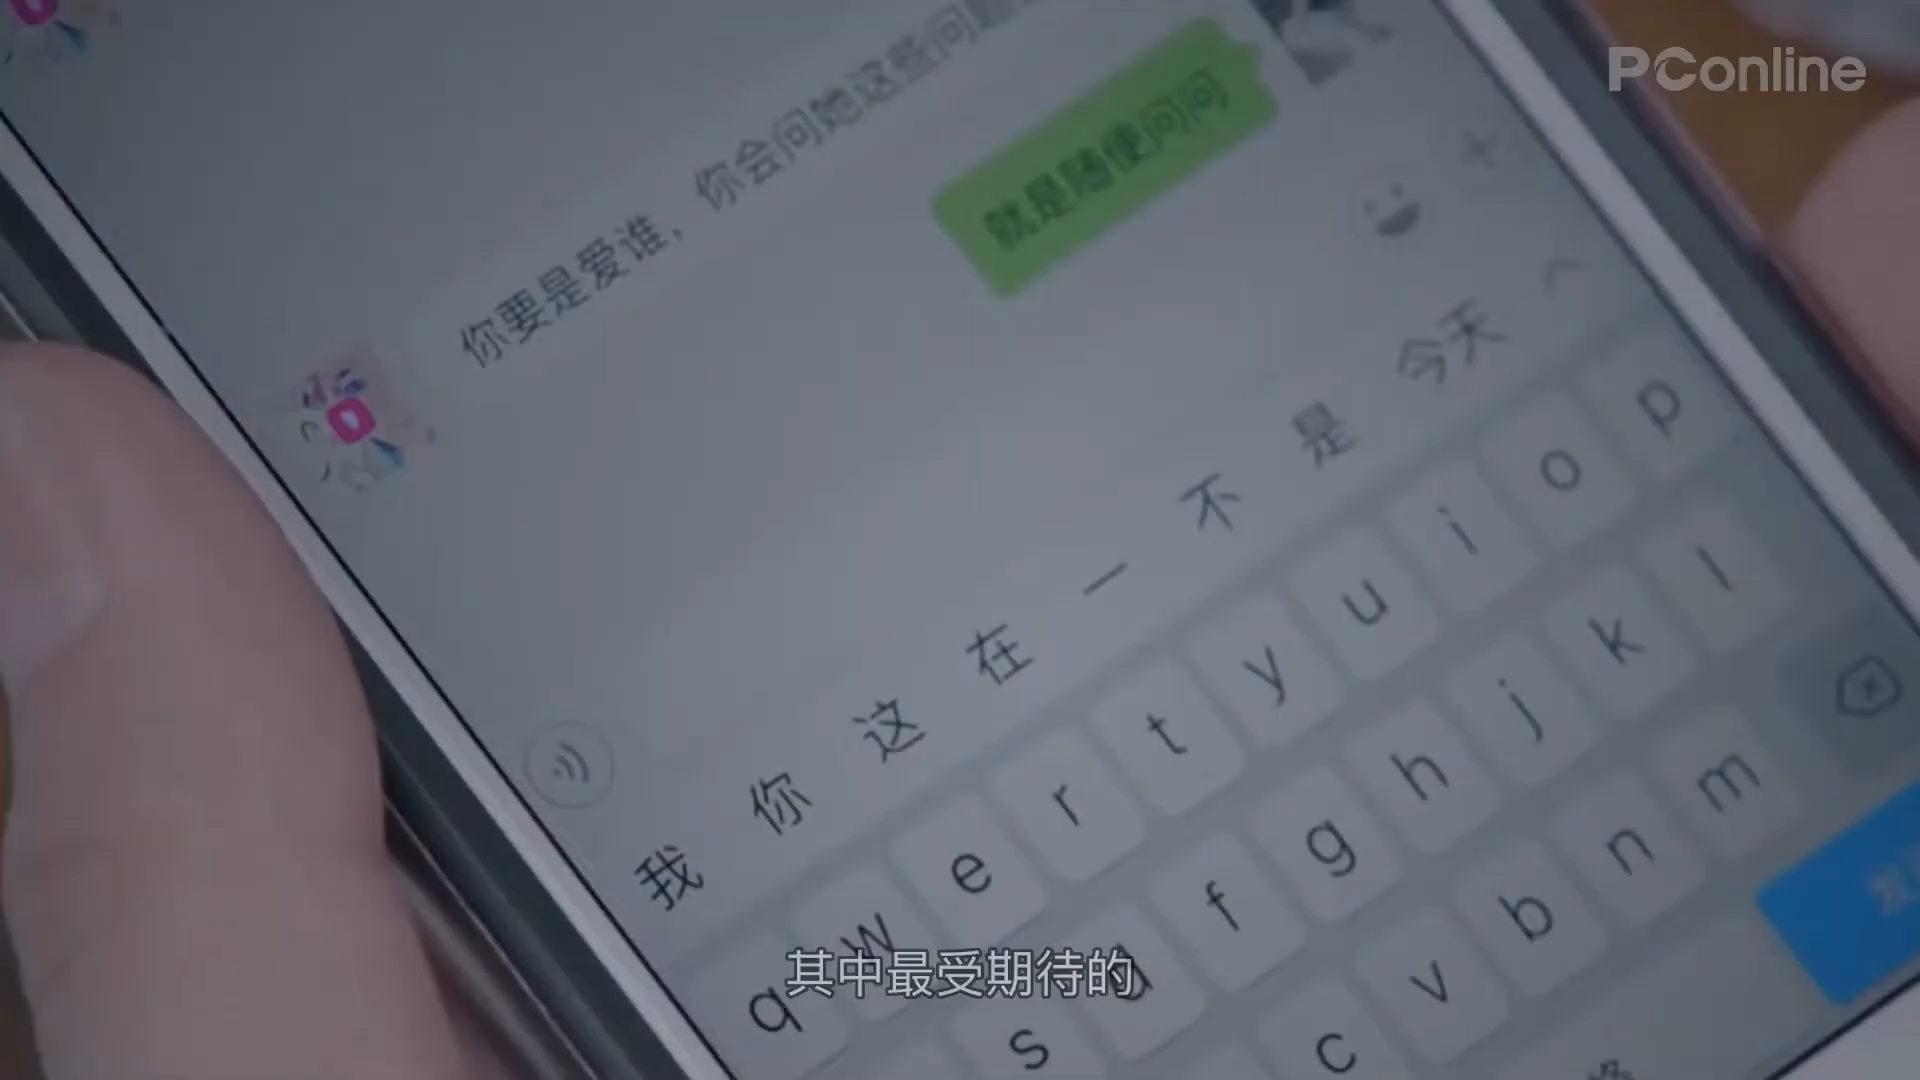 PConline
你要是爱谁，你会问她这些问题
就是随便问问
我 你 这 在 一 不 是 今天
q w e r t y u i o p
s d f g h j k l
c v b n m
其中最受期待的